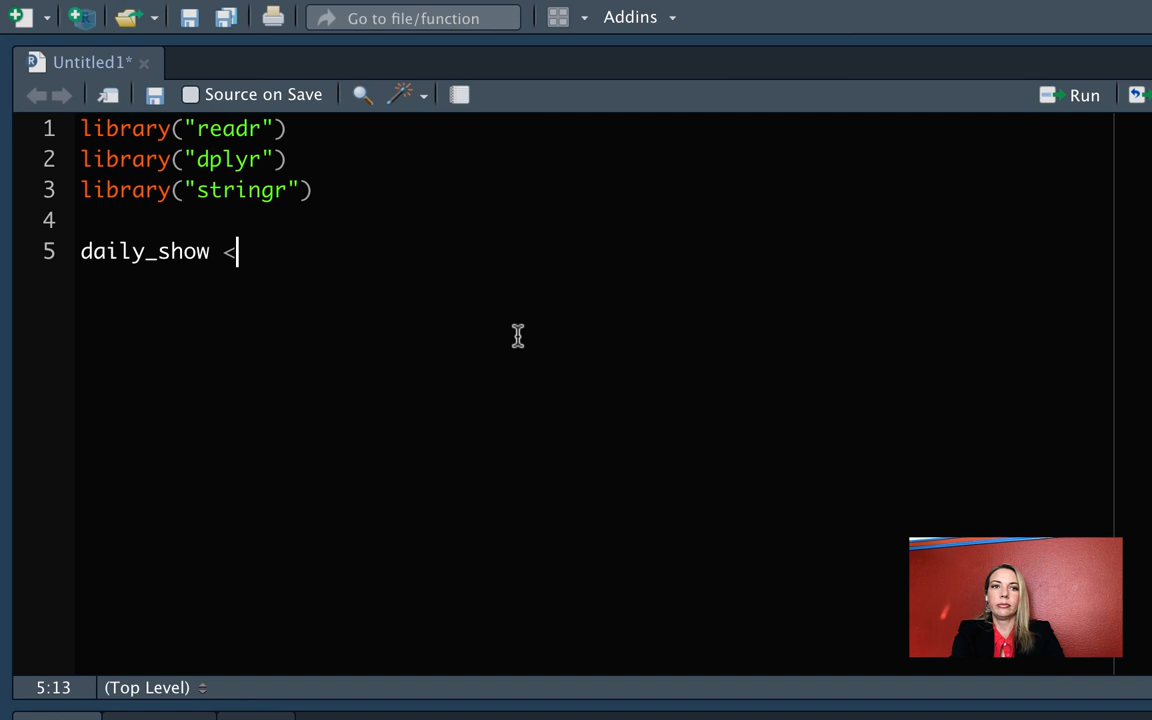 Go to file/function
Addins
Untitled1*
Source on Save
Run
1 library("readr")
2 library("dplyr")
3 library("stringr")
4
5 daily_show <
5:13 (Top Level)